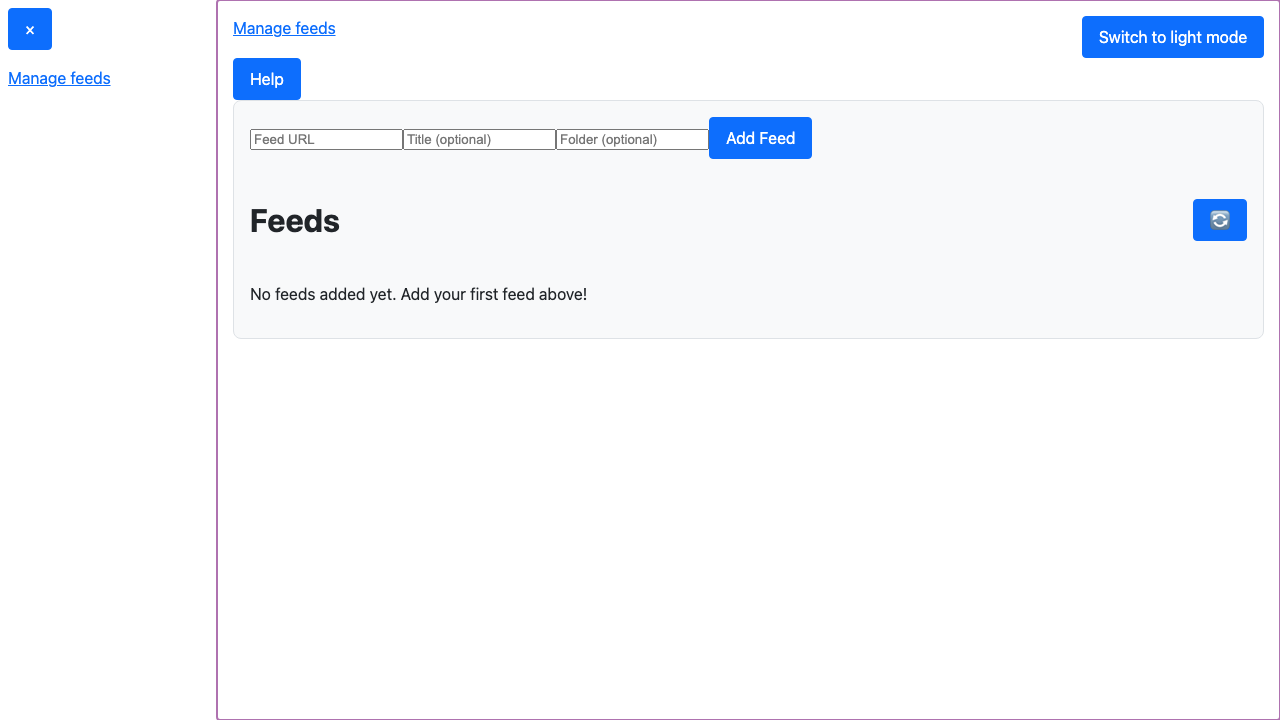 ×
Manage feeds
Manage feeds
Switch to light mode
Help
Feed URL
Title (optional)
Folder (optional)
Add Feed
Feeds
No feeds added yet. Add your first feed above!